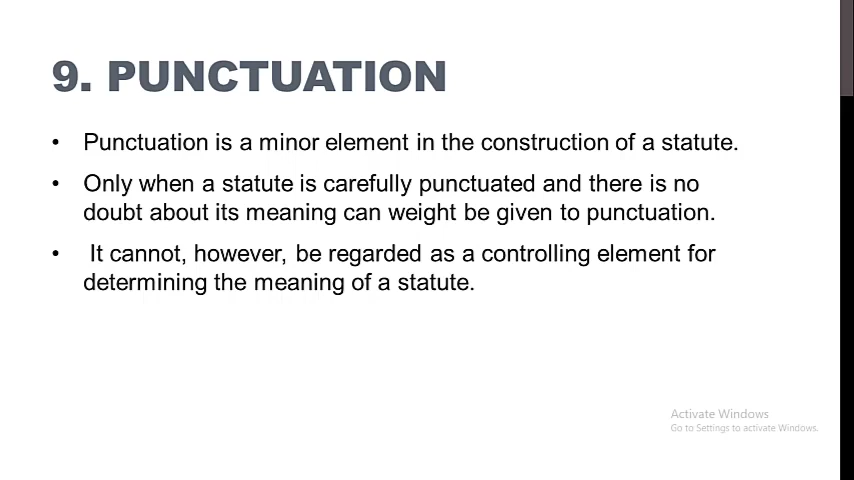 9. PUNCTUATION
• Punctuation is a minor element in the construction of a statute.
• Only when a statute is carefully punctuated and there is no
doubt about its meaning can weight be given to punctuation.
• It cannot, however, be regarded as a controlling element for
determining the meaning of a statute.
Activate Windows
Go to Settings to activate Windows.